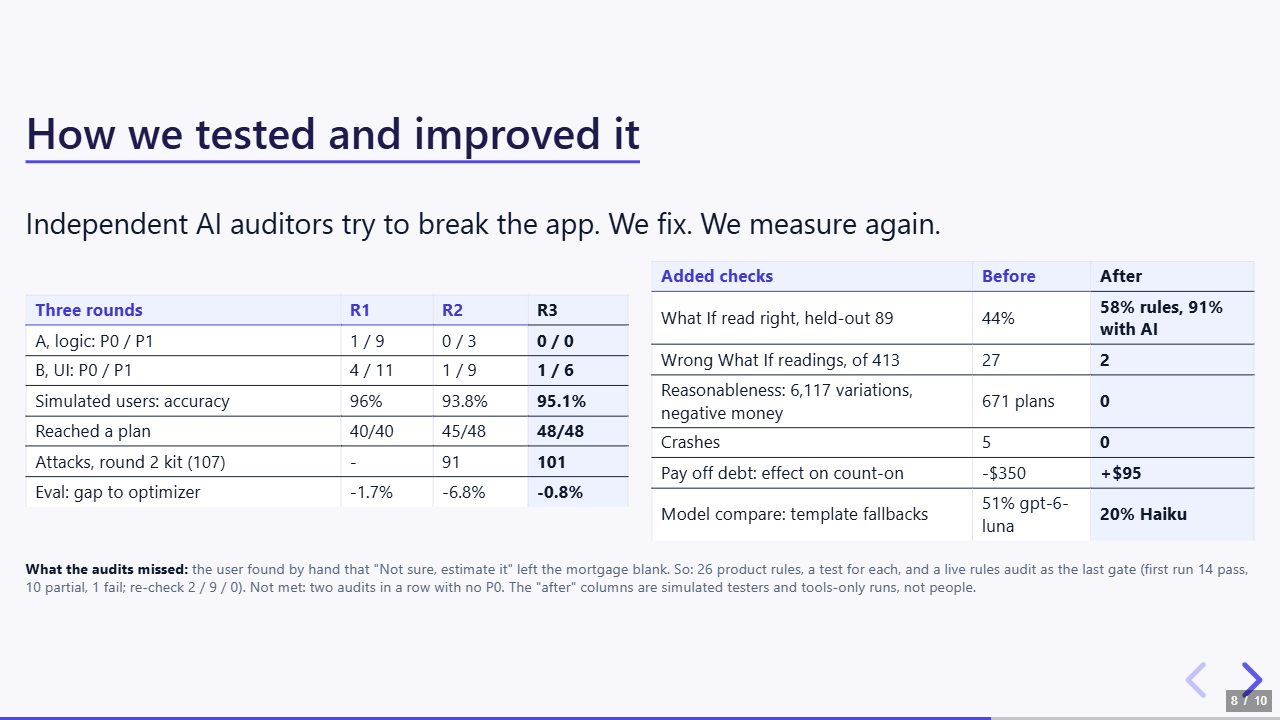 How we tested and improved it
Independent AI auditors try to break the app. We fix. We measure again.
Three rounds R1 R2 R3
A, logic: P0 / P1 1 / 9 0 / 3 0 / 0
B, UI: P0 / P1 4 / 11 1 / 9 1 / 6
Simulated users: accuracy 96% 93.8% 95.1%
Reached a plan 40/40 45/48 48/48
Attacks, round 2 kit (107) - 91 101
Eval: gap to optimizer -1.7% -6.8% -0.8%
Added checks Before After
What If read right, held-out 89 44% 58% rules, 91%
with AI
Wrong What If readings, of 413 27 2
Reasonableness: 6,117 variations,
negative money 671 plans 0
Crashes 5 0
Pay off debt: effect on count-on -$350 +$95
Model compare: template fallbacks 51% gpt-6-
luna 20% Haiku
What the audits missed: the user found by hand that "Not sure, estimate it" left the mortgage blank. So: 26 product rules, a test for each, and a live rules audit as the last gate (first run 14 pass,
10 partial, 1 fail; re-check 2 / 9 / 0). Not met: two audits in a row with no P0. The "after" columns are simulated testers and tools-only runs, not people.
8 / 10